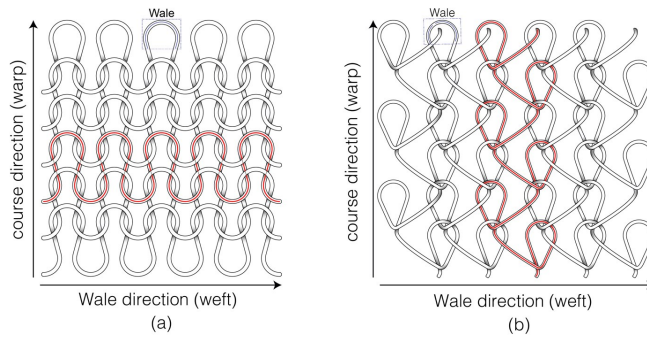 Wale
course direction (warp)
Wale direction (weft)
(a)
Wale
course direction (warp)
Wale direction (weft)
(b)